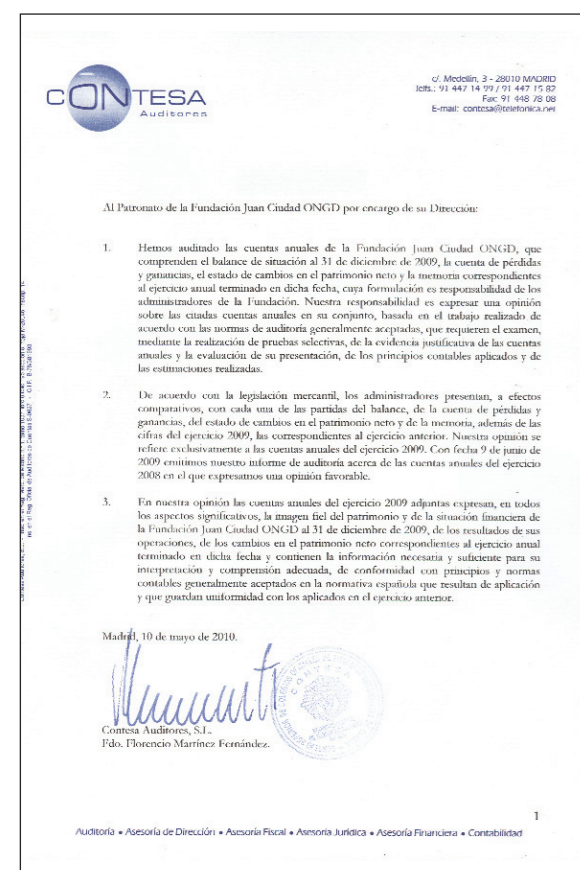 CONTESA
Auditores
c/. Medellín, 3 - 28010 MADRID
Telfs.: 91 447 14 99 / 91 447 15 82
Fax: 91 448 78 08
E-mail: contesa@telefonica.net
Al Patronato de la Fundación Juan Ciudad ONGD por encargo de su Dirección:
1. Hemos auditado las cuentas anuales de la Fundación Juan Ciudad ONGD, que
comprenden el balance de situación al 31 de diciembre de 2009, la cuenta de pérdidas
y ganancias, el estado de cambios en el patrimonio neto y la memoria correspondientes
al ejercicio anual terminado en dicha fecha, cuya formulación es responsabilidad de los
administradores de la Fundación. Nuestra responsabilidad es expresar una opinión
sobre las citadas cuentas anuales en su conjunto, basada en el trabajo realizado de
acuerdo con las normas de auditoría generalmente aceptadas, que requieren el examen,
mediante la realización de pruebas selectivas, de la evidencia justificativa de las cuentas
anuales y la evaluación de su presentación, de los principios contables aplicados y de
las estimaciones realizadas.
2. De acuerdo con la legislación mercantil, los administradores presentan, a efectos
comparativos, con cada una de las partidas del balance, de la cuenta de pérdidas y
ganancias, del estado de cambios en el patrimonio neto y de la memoria, además de las
cifras del ejercicio 2009, las correspondientes al ejercicio anterior. Nuestra opinión se
refiere exclusivamente a las cuentas anuales del ejercicio 2009. Con fecha 9 de junio de
2009 emitimos nuestro informe de auditoría acerca de las cuentas anuales del ejercicio
2008 en el que expresamos una opinión favorable.
3. En nuestra opinión las cuentas anuales del ejercicio 2009 adjuntas expresan, en todos
los aspectos significativos, la imagen fiel del patrimonio y de la situación financiera de
la Fundación Juan Ciudad ONGD al 31 de diciembre de 2009, de los resultados de sus
operaciones, de los cambios en el patrimonio neto correspondientes al ejercicio anual
terminado en dicha fecha y contienen la información necesaria y suficiente para su
interpretación y comprensión adecuada, de conformidad con principios y normas
contables generalmente aceptados en la normativa española que resultan de aplicación
y que guardan uniformidad con los aplicados en el ejercicio anterior.
Madrid, 10 de mayo de 2010.
CONTESA
Contesa Auditores, S.L.
Fdo. Florencio Martínez Fernández.
1
Auditoría • Asesoría de Dirección • Asesoría Fiscal • Asesoría Jurídica • Asesoría Financiera • Contabilidad